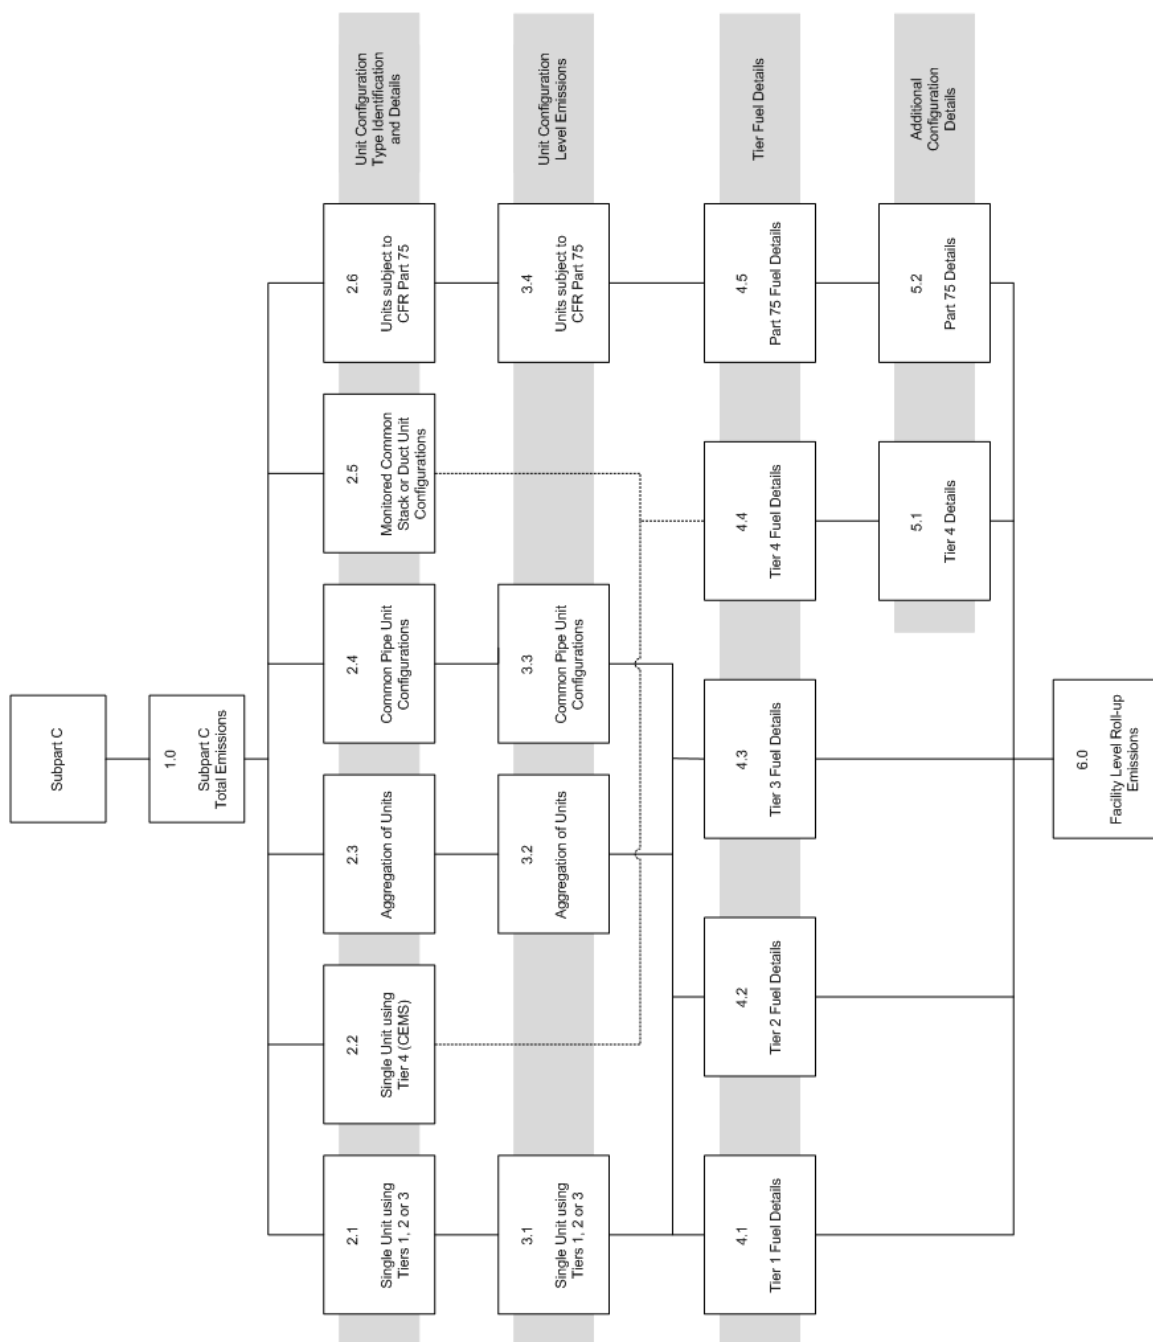 Subpart C
1.0
Subpart C
Total Emissions
Unit Configuration
Type Identification
and Details
2.1
Single Unit using
Tiers 1, 2 or 3
2.2
Single Unit using
Tier 4 (CEMS)
2.3
Aggregation of Units
2.4
Common Pipe Unit
Configurations
2.5
Monitored Common
Stack or Duct Unit
Configurations
2.6
Units subject to
CFR Part 75
Unit Configuration
Level Emissions
3.1
Single Unit using
Tiers 1, 2 or 3
3.2
Aggregation of Units
3.3
Common Pipe Unit
Configurations
3.4
Units subject to
CFR Part 75
Tier Fuel Details
4.1
Tier 1 Fuel Details
4.2
Tier 2 Fuel Details
4.3
Tier 3 Fuel Details
4.4
Tier 4 Fuel Details
4.5
Part 75 Fuel Details
Additional
Configuration
Details
5.1
Tier 4 Details
5.2
Part 75 Details
6.0
Facility Level Roll-up
Emissions